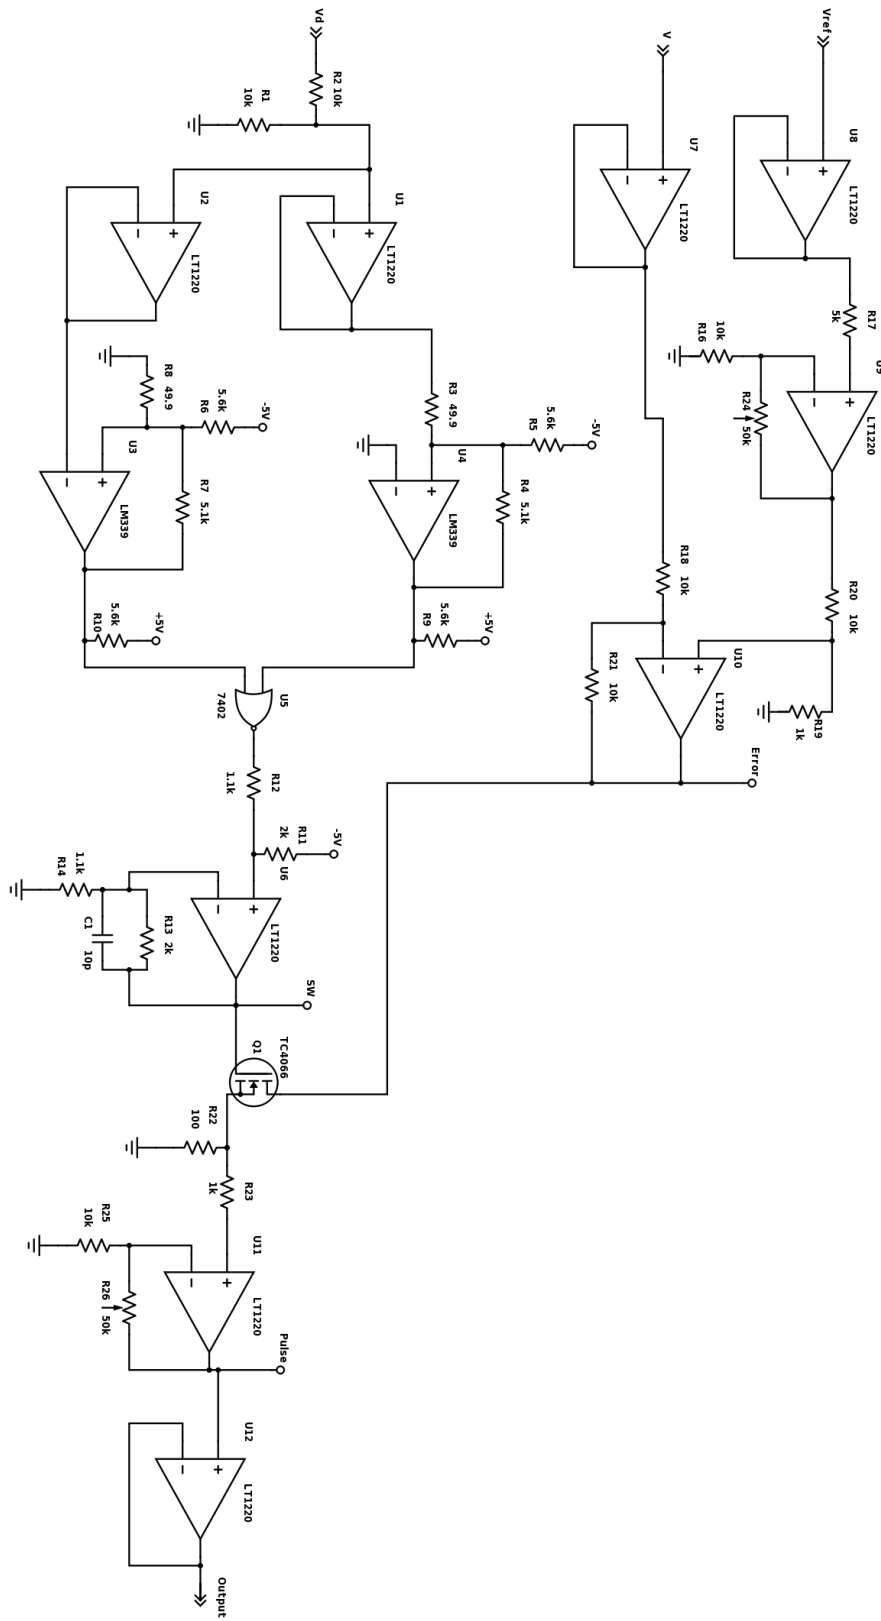 Vref
U8
LT1220
R17
5k
U9
LT1220
10k
R16
R24
50k
R20 10k
R19
1k
V
U7
LT1220
R18 10k
U10
LT1220
R21 10k
Error
Vd
R2 10k
R1
10k
U1
LT1220
R3 49.9
-5V
5.6k
R5
U4
LM339
R4 5.1k
+5V
5.6k
R9
U2
LT1220
R8 49.9
-5V
5.6k
R6
U3
LM339
R7 5.1k
+5V
5.6k
R10
U5
7402
R12
1.1k
-5V
R11
2k
U6
LT1220
1.1k
R14
R13 2k
C1 10p
SW
TC4066
Q1
R22
100
R23
1k
U11
LT1220
R25
10k
R26 50k
Pulse
U12
LT1220
Output